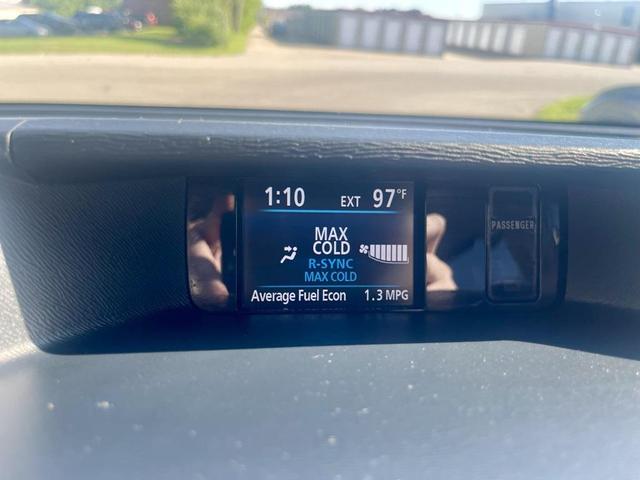 1:10 EXT 97°F
MAX
COLD
R-SYNC
MAX COLD
Average Fuel Econ 1.3 MPG
PASSENGER